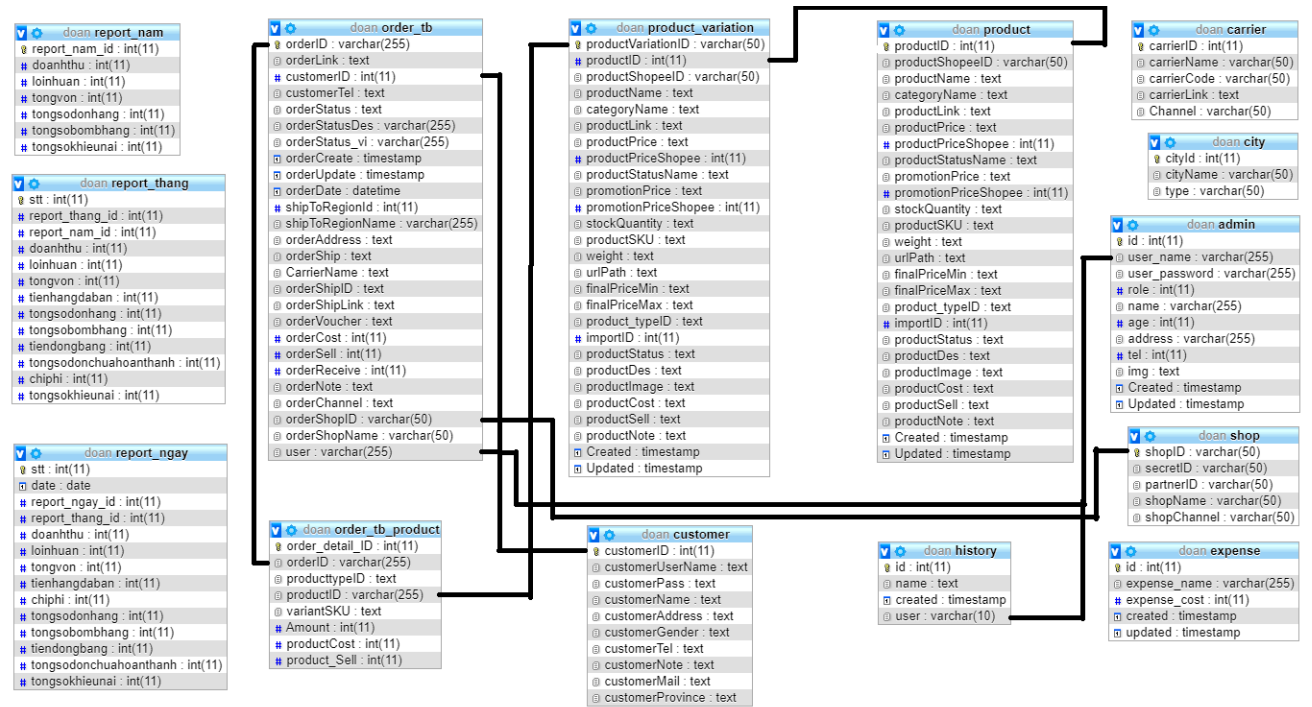 doan report_nam
report_nam_id : int(11)
doanhthu : int(11)
loinhuan : int(11)
tongvon : int(11)
tongsodonhang : int(11)
tongsobombhang : int(11)
tongsokhieunai : int(11)
doan report_thang
stt : int(11)
report_thang_id : int(11)
report_nam_id : int(11)
doanhthu : int(11)
loinhuan : int(11)
tongvon : int(11)
tienhangdaban : int(11)
tongsodonhang : int(11)
tongsobombhang : int(11)
tiendongbang : int(11)
tongsodonchuahoanthanh : int(11)
chiphi : int(11)
tongsokhieunai : int(11)
doan report_ngay
stt : int(11)
date : date
report_ngay_id : int(11)
report_thang_id : int(11)
doanhthu : int(11)
loinhuan : int(11)
tongvon : int(11)
tienhangdaban : int(11)
chiphi : int(11)
tongsodonhang : int(11)
tongsobombhang : int(11)
tiendongbang : int(11)
tongsodonchuahoanthanh : int(11)
tongsokhieunai : int(11)
doan order_tb
orderID : varchar(255)
orderLink : text
customerID : int(11)
customerTel : text
orderStatus : text
orderStatusDes : varchar(255)
orderStatus_vi : varchar(255)
orderCreate : timestamp
orderUpdate : timestamp
orderDate : datetime
shipToRegionId : int(11)
shipToRegionName : varchar(255)
orderAddress : text
orderShip : text
CarrierName : text
orderShipID : text
orderShipLink : text
orderVoucher : text
orderCost : int(11)
orderSell : int(11)
orderReceive : int(11)
orderNote : text
orderChannel : text
orderShopID : varchar(50)
orderShopName : varchar(50)
user : varchar(255)
doan order_tb_product
order_detail_ID : int(11)
orderID : varchar(255)
producttypeID : text
productID : varchar(255)
variantSKU : text
Amount : int(11)
productCost : int(11)
product_Sell : int(11)
doan product_variation
productVariationID : varchar(50)
productID : int(11)
productShopeeID : varchar(50)
productName : text
categoryName : text
productLink : text
productPrice : text
productPriceShopee : int(11)
productStatusName : text
promotionPrice : text
promotionPriceShopee : int(11)
stockQuantity : text
productSKU : text
weight : text
urlPath : text
finalPriceMin : text
finalPriceMax : text
product_typeID : text
importID : int(11)
productStatus : text
productDes : text
productImage : text
productCost : text
productSell : text
productNote : text
Created : timestamp
Updated : timestamp
doan customer
customerID : int(11)
customerUserName : text
customerPass : text
customerName : text
customerAddress : text
customerGender : text
customerTel : text
customerNote : text
customerMail : text
customerProvince : text
doan product
productID : int(11)
productShopeeID : varchar(50)
productName : text
categoryName : text
productLink : text
productPrice : text
productPriceShopee : int(11)
productStatusName : text
promotionPrice : text
promotionPriceShopee : int(11)
stockQuantity : text
productSKU : text
weight : text
urlPath : text
finalPriceMin : text
finalPriceMax : text
product_typeID : text
importID : int(11)
productStatus : text
productDes : text
productImage : text
productCost : text
productSell : text
productNote : text
Created : timestamp
Updated : timestamp
doan history
id : int(11)
name : text
created : timestamp
user : varchar(10)
doan carrier
carrierID : int(11)
carrierName : varchar(50)
carrierCode : varchar(50)
carrierLink : text
Channel : varchar(50)
doan city
cityId : int(11)
cityName : varchar(50)
type : varchar(50)
doan admin
id : int(11)
user_name : varchar(255)
user_password : varchar(255)
role : int(11)
name : varchar(255)
age : int(11)
address : varchar(255)
tel : int(11)
img : text
Created : timestamp
Updated : timestamp
doan shop
shopID : varchar(50)
secretID : varchar(50)
partnerID : varchar(50)
shopName : varchar(50)
shopChannel : varchar(50)
doan expense
id : int(11)
expense_name : varchar(255)
expense_cost : int(11)
created : timestamp
updated : timestamp